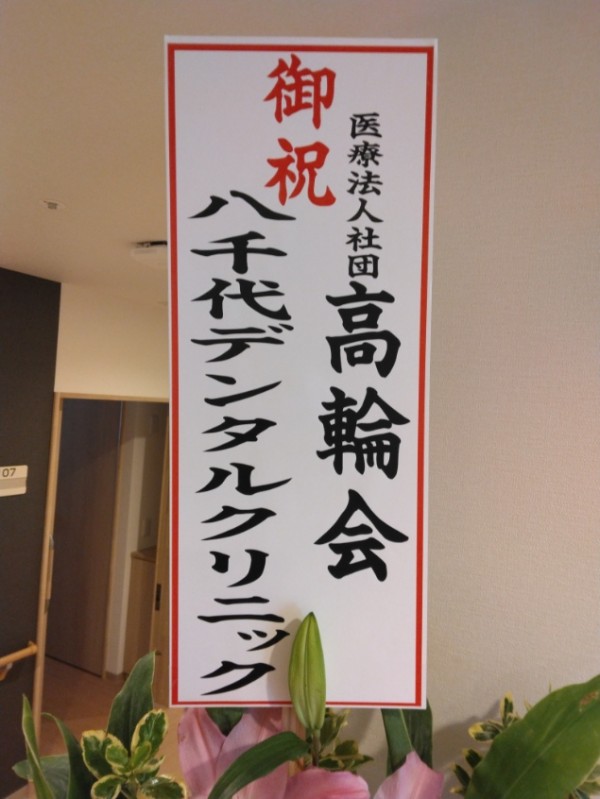 御祝
医療法人社団 高輪会
八千代デンタルクリニック
07